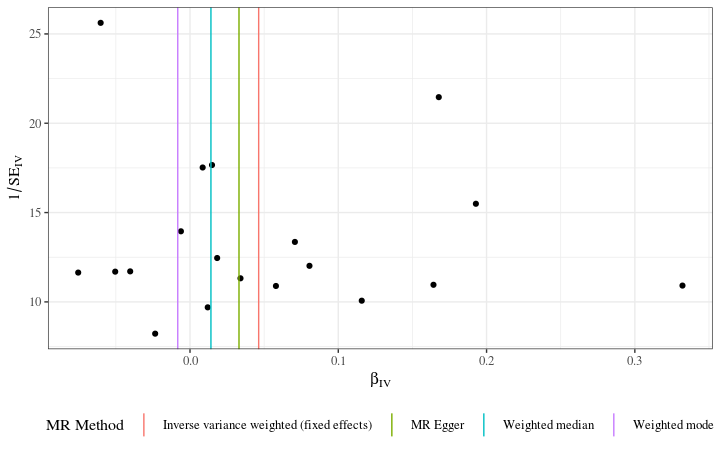 25
20
15
10
1/SE_IV
0.0 0.1 0.2 0.3
β_IV
MR Method Inverse variance weighted (fixed effects) MR Egger Weighted median Weighted mode